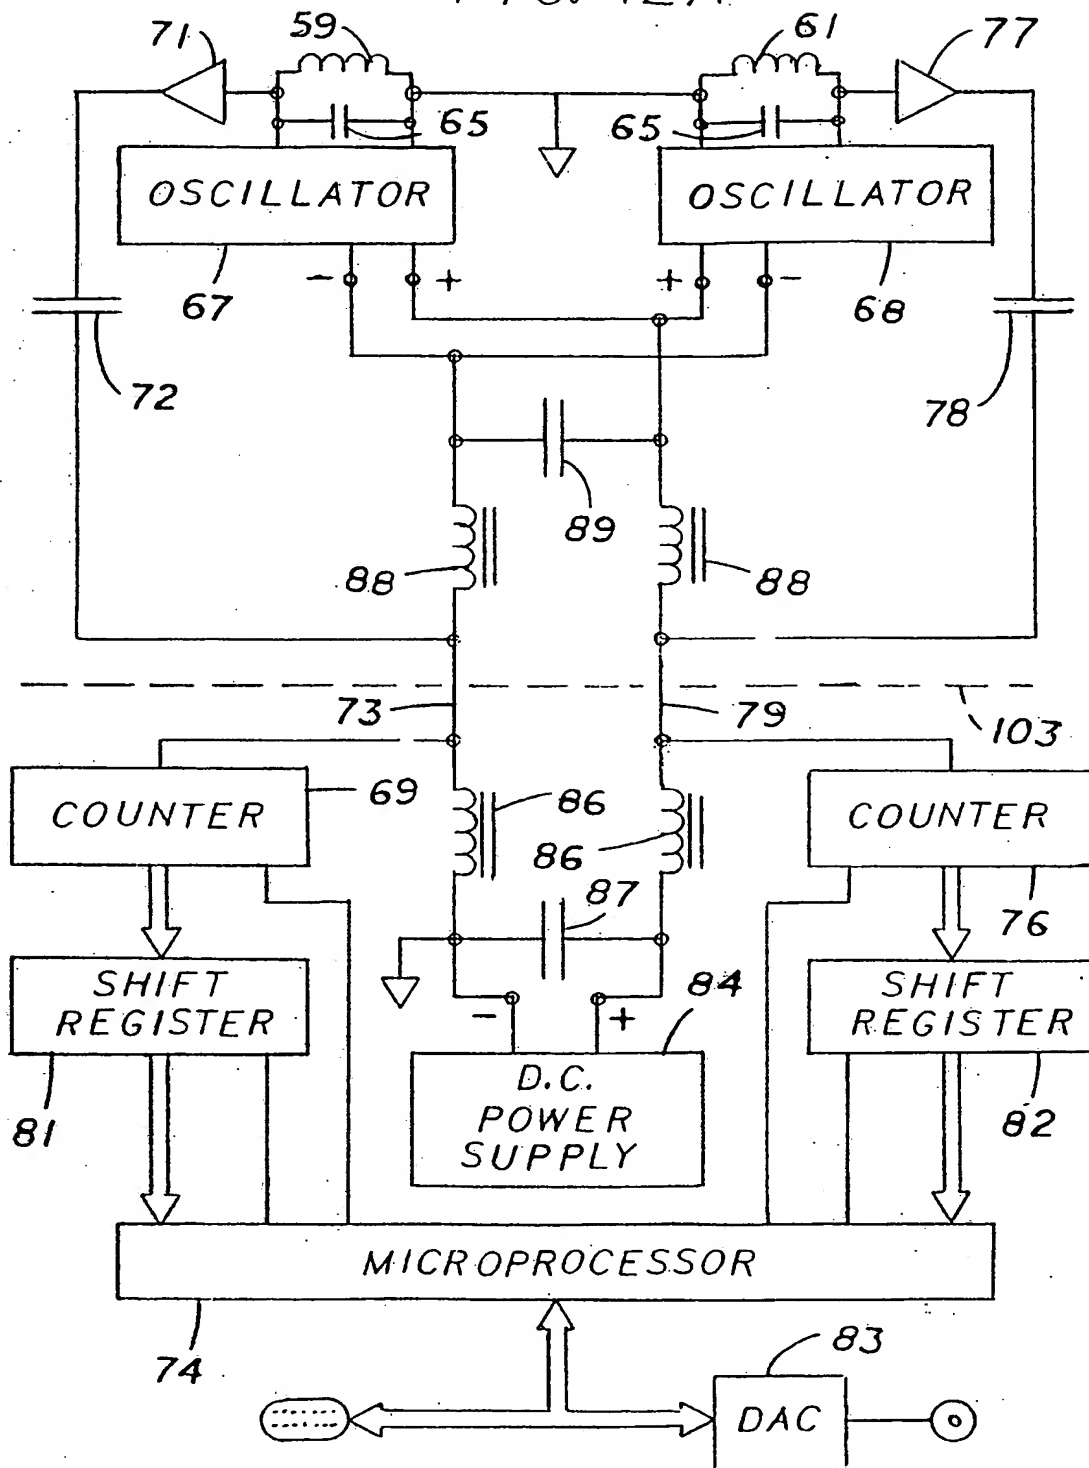 FIG. 12A
71
59
61
77
65
65
OSCILLATOR
OSCILLATOR
- +
+ -
67
68
72
78
89
88
88
73
79
103
COUNTER
69
86
COUNTER
86
87
76
SHIFT
REGISTER
84
SHIFT
REGISTER
- +
81
D.C.
POWER
SUPPLY
82
MICROPROCESSOR
74
83
DAC